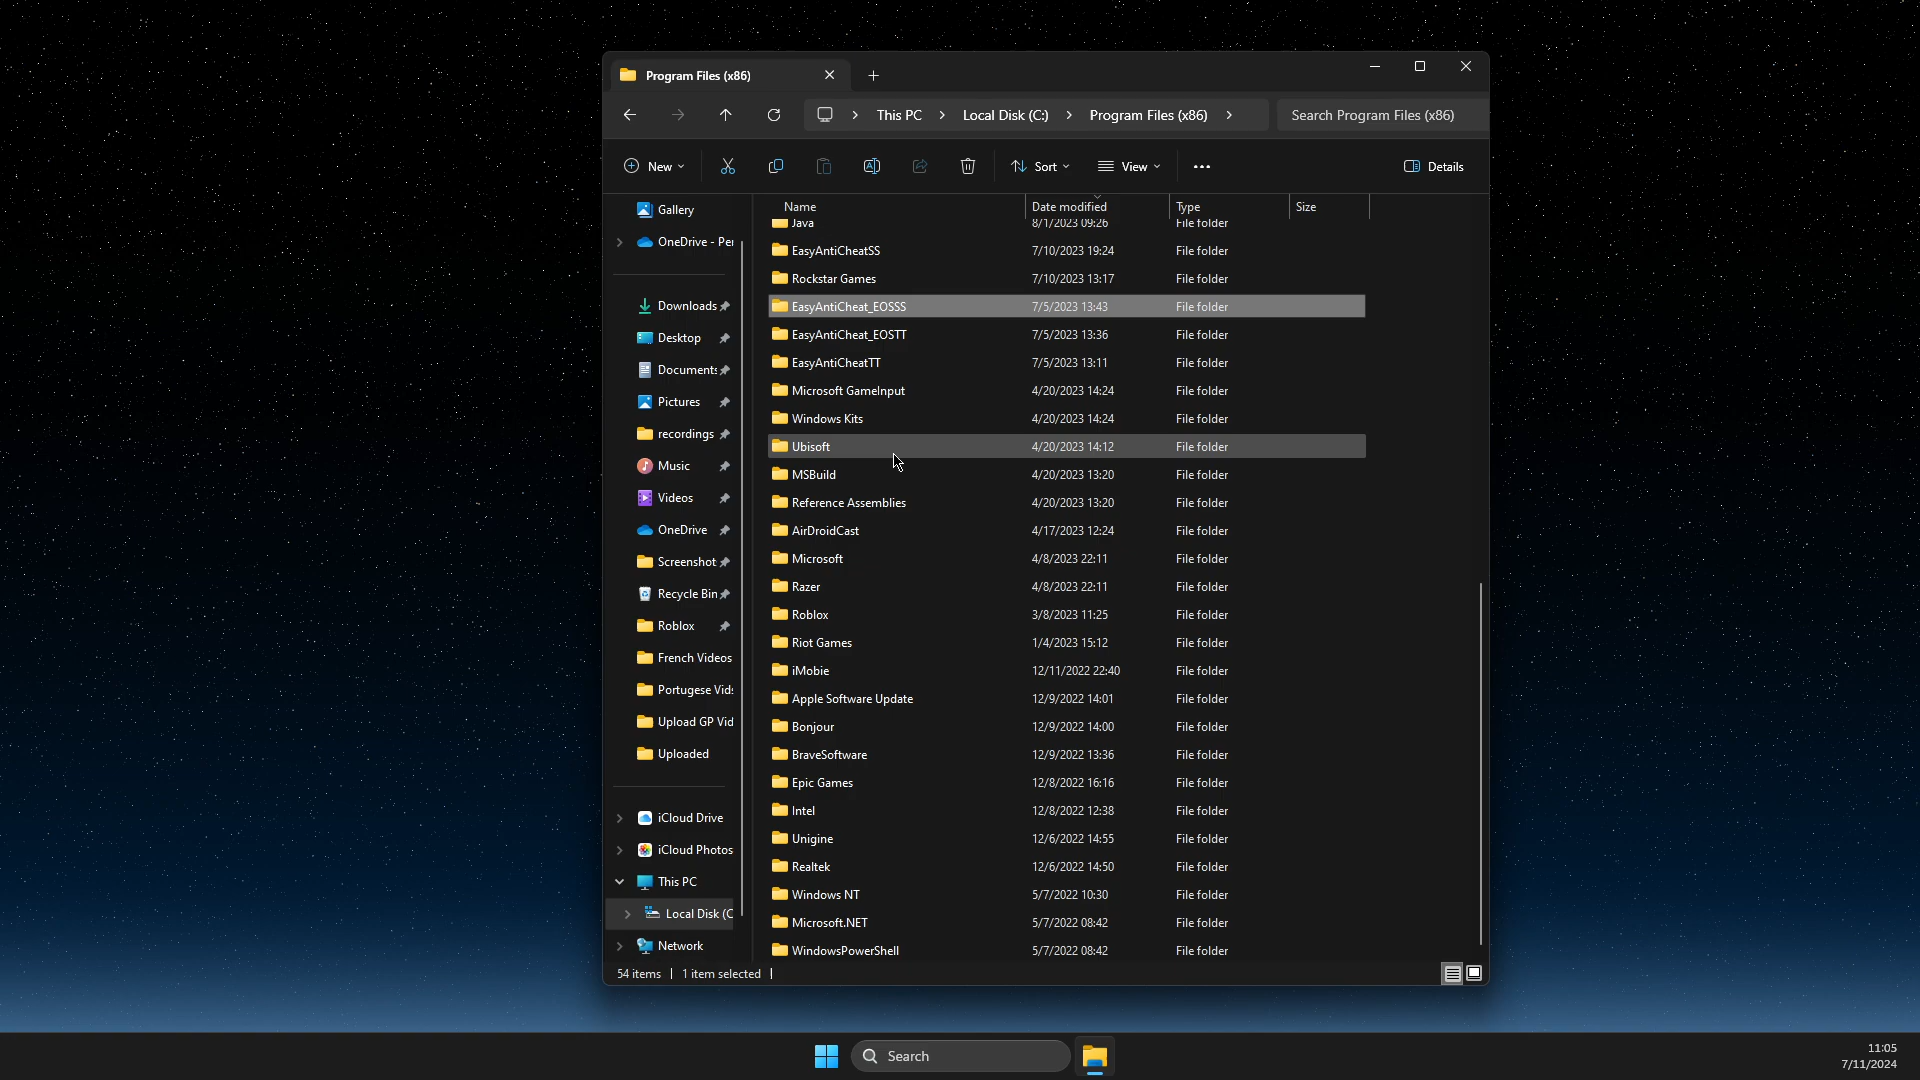 Program Files (x86)
This PC > Local Disk (C:) > Program Files (x86) >
Search Program Files (x86)
New
Sort
View
Details
Gallery
OneDrive - Per
Downloads
Desktop
Documents
Pictures
recordings
Music
Videos
OneDrive
Screenshot
Recycle Bin
Roblox
French Videos
Portugese Vids
Upload GP Vid
Uploaded
iCloud Drive
iCloud Photos
This PC
Local Disk (C
Network
Name Date modified Type Size
Java 8/1/2023 09:26 File folder
EasyAntiCheatSS 7/10/2023 19:24 File folder
Rockstar Games 7/10/2023 13:17 File folder
EasyAntiCheat_EOSSS 7/5/2023 13:43 File folder
EasyAntiCheat_EOSTT 7/5/2023 13:36 File folder
EasyAntiCheatTT 7/5/2023 13:11 File folder
Microsoft GameInput 4/20/2023 14:24 File folder
Windows Kits 4/20/2023 14:24 File folder
Ubisoft 4/20/2023 14:12 File folder
MSBuild 4/20/2023 13:20 File folder
Reference Assemblies 4/20/2023 13:20 File folder
AirDroidCast 4/17/2023 12:24 File folder
Microsoft 4/8/2023 22:11 File folder
Razer 4/8/2023 22:11 File folder
Roblox 3/8/2023 11:25 File folder
Riot Games 1/4/2023 15:12 File folder
iMobie 12/11/2022 22:40 File folder
Apple Software Update 12/9/2022 14:01 File folder
Bonjour 12/9/2022 14:00 File folder
BraveSoftware 12/9/2022 13:36 File folder
Epic Games 12/8/2022 16:16 File folder
Intel 12/8/2022 12:38 File folder
Unigine 12/6/2022 14:55 File folder
Realtek 12/6/2022 14:50 File folder
Windows NT 5/7/2022 10:30 File folder
Microsoft.NET 5/7/2022 08:42 File folder
WindowsPowerShell 5/7/2022 08:42 File folder
54 items 1 item selected
Search
11:05
7/11/2024